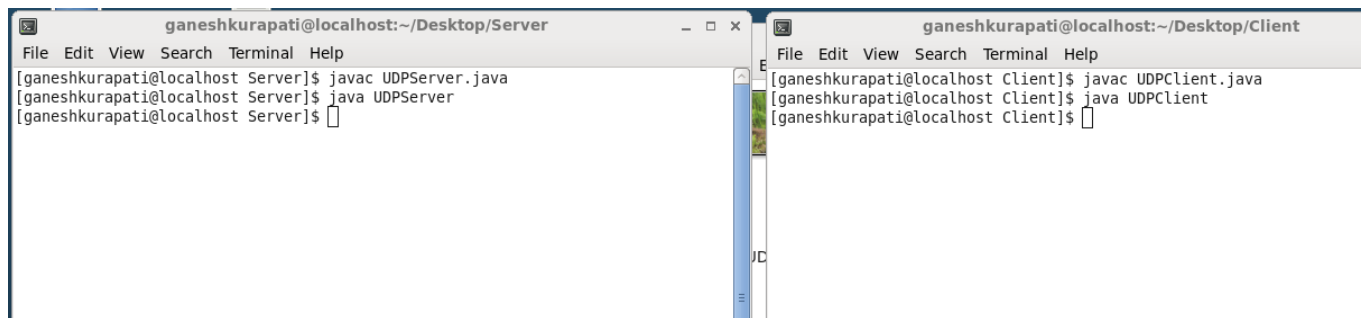 ganeshkurapati@localhost:~/Desktop/Server
File Edit View Search Terminal Help
[ganeshkurapati@localhost Server]$ javac UDPServer.java
[ganeshkurapati@localhost Server]$ java UDPServer
[ganeshkurapati@localhost Server]$
ganeshkurapati@localhost:~/Desktop/Client
File Edit View Search Terminal Help
[ganeshkurapati@localhost Client]$ javac UDPClient.java
[ganeshkurapati@localhost Client]$ java UDPClient
[ganeshkurapati@localhost Client]$